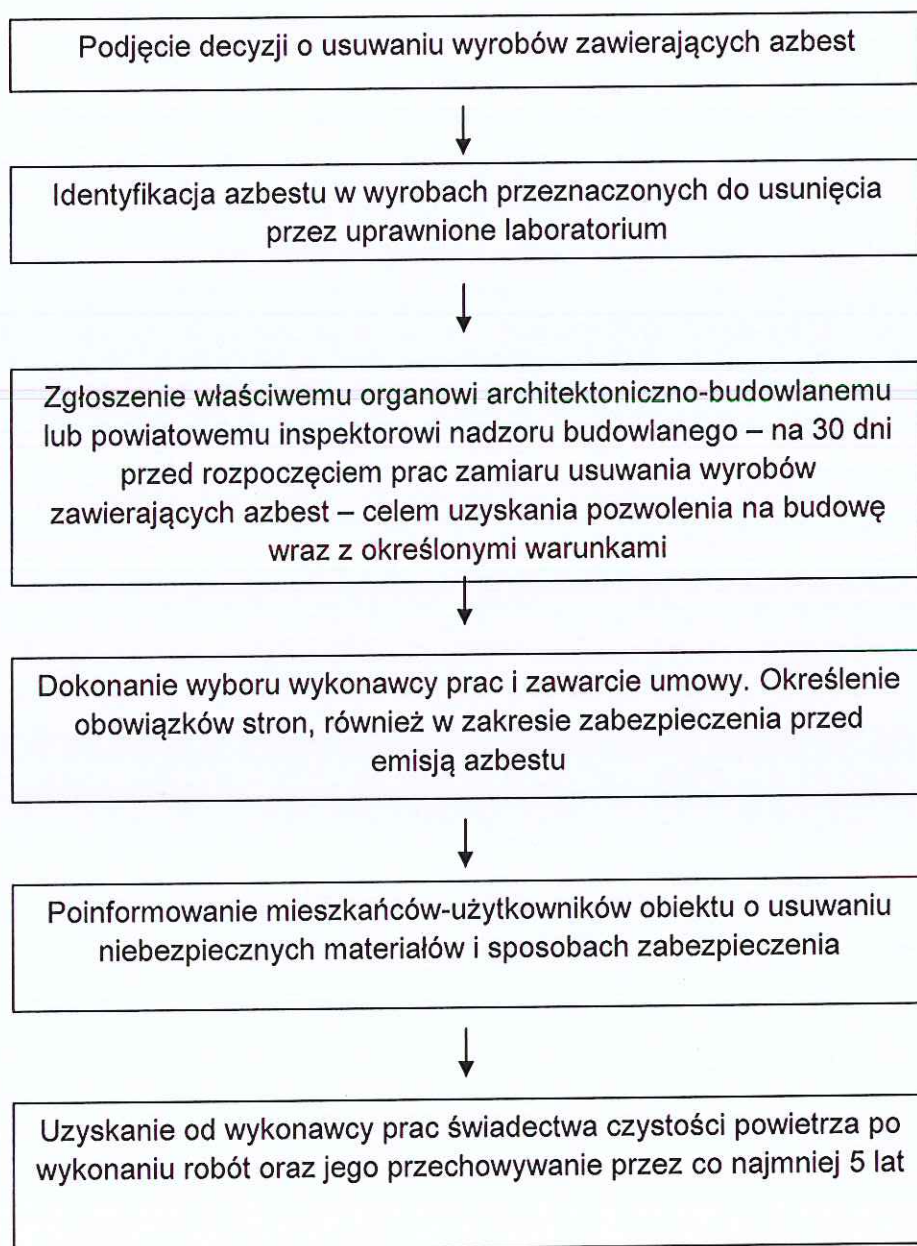 Podjęcie decyzji o usuwaniu wyrobów zawierających azbest
Identyfikacja azbestu w wyrobach przeznaczonych do usunięcia
przez uprawnione laboratorium
Zgłoszenie właściwemu organowi architektoniczno-budowlanemu
lub powiatowemu inspektorowi nadzoru budowlanego – na 30 dni
przed rozpoczęciem prac zamiaru usuwania wyrobów
zawierających azbest – celem uzyskania pozwolenia na budowę
wraz z określonymi warunkami
Dokonanie wyboru wykonawcy prac i zawarcie umowy. Określenie
obowiązków stron, również w zakresie zabezpieczenia przed
emisją azbestu
Poinformowanie mieszkańców-użytkowników obiektu o usuwaniu
niebezpiecznych materiałów i sposobach zabezpieczenia
Uzyskanie od wykonawcy prac świadectwa czystości powietrza po
wykonaniu robót oraz jego przechowywanie przez co najmniej 5 lat